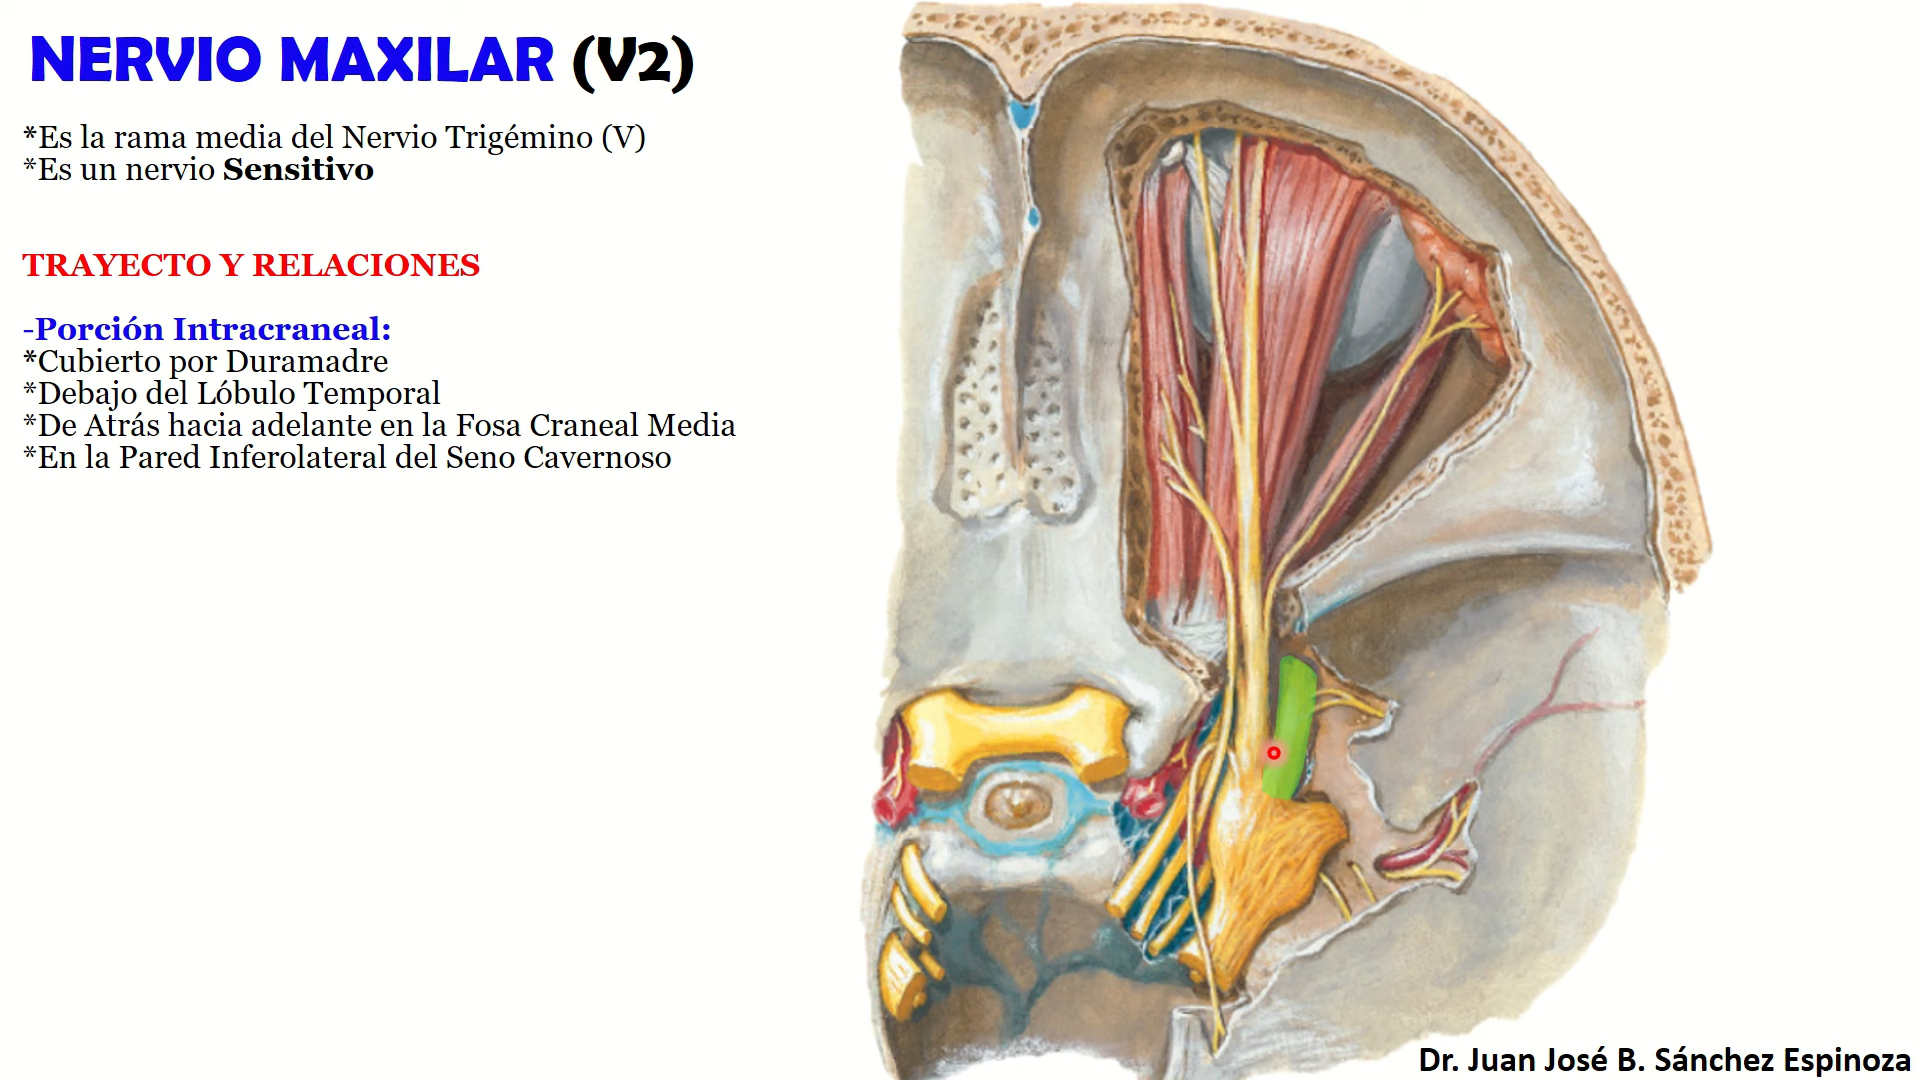 NERVIO MAXILAR (V2)
*Es la rama media del Nervio Trigémino (V)
*Es un nervio Sensitivo
TRAYECTO Y RELACIONES
-Porción Intracraneal:
*Cubierto por Duramadre
*Debajo del Lóbulo Temporal
*De Atrás hacia adelante en la Fosa Craneal Media
*En la Pared Inferolateral del Seno Cavernoso
Dr. Juan José B. Sánchez Espinoza